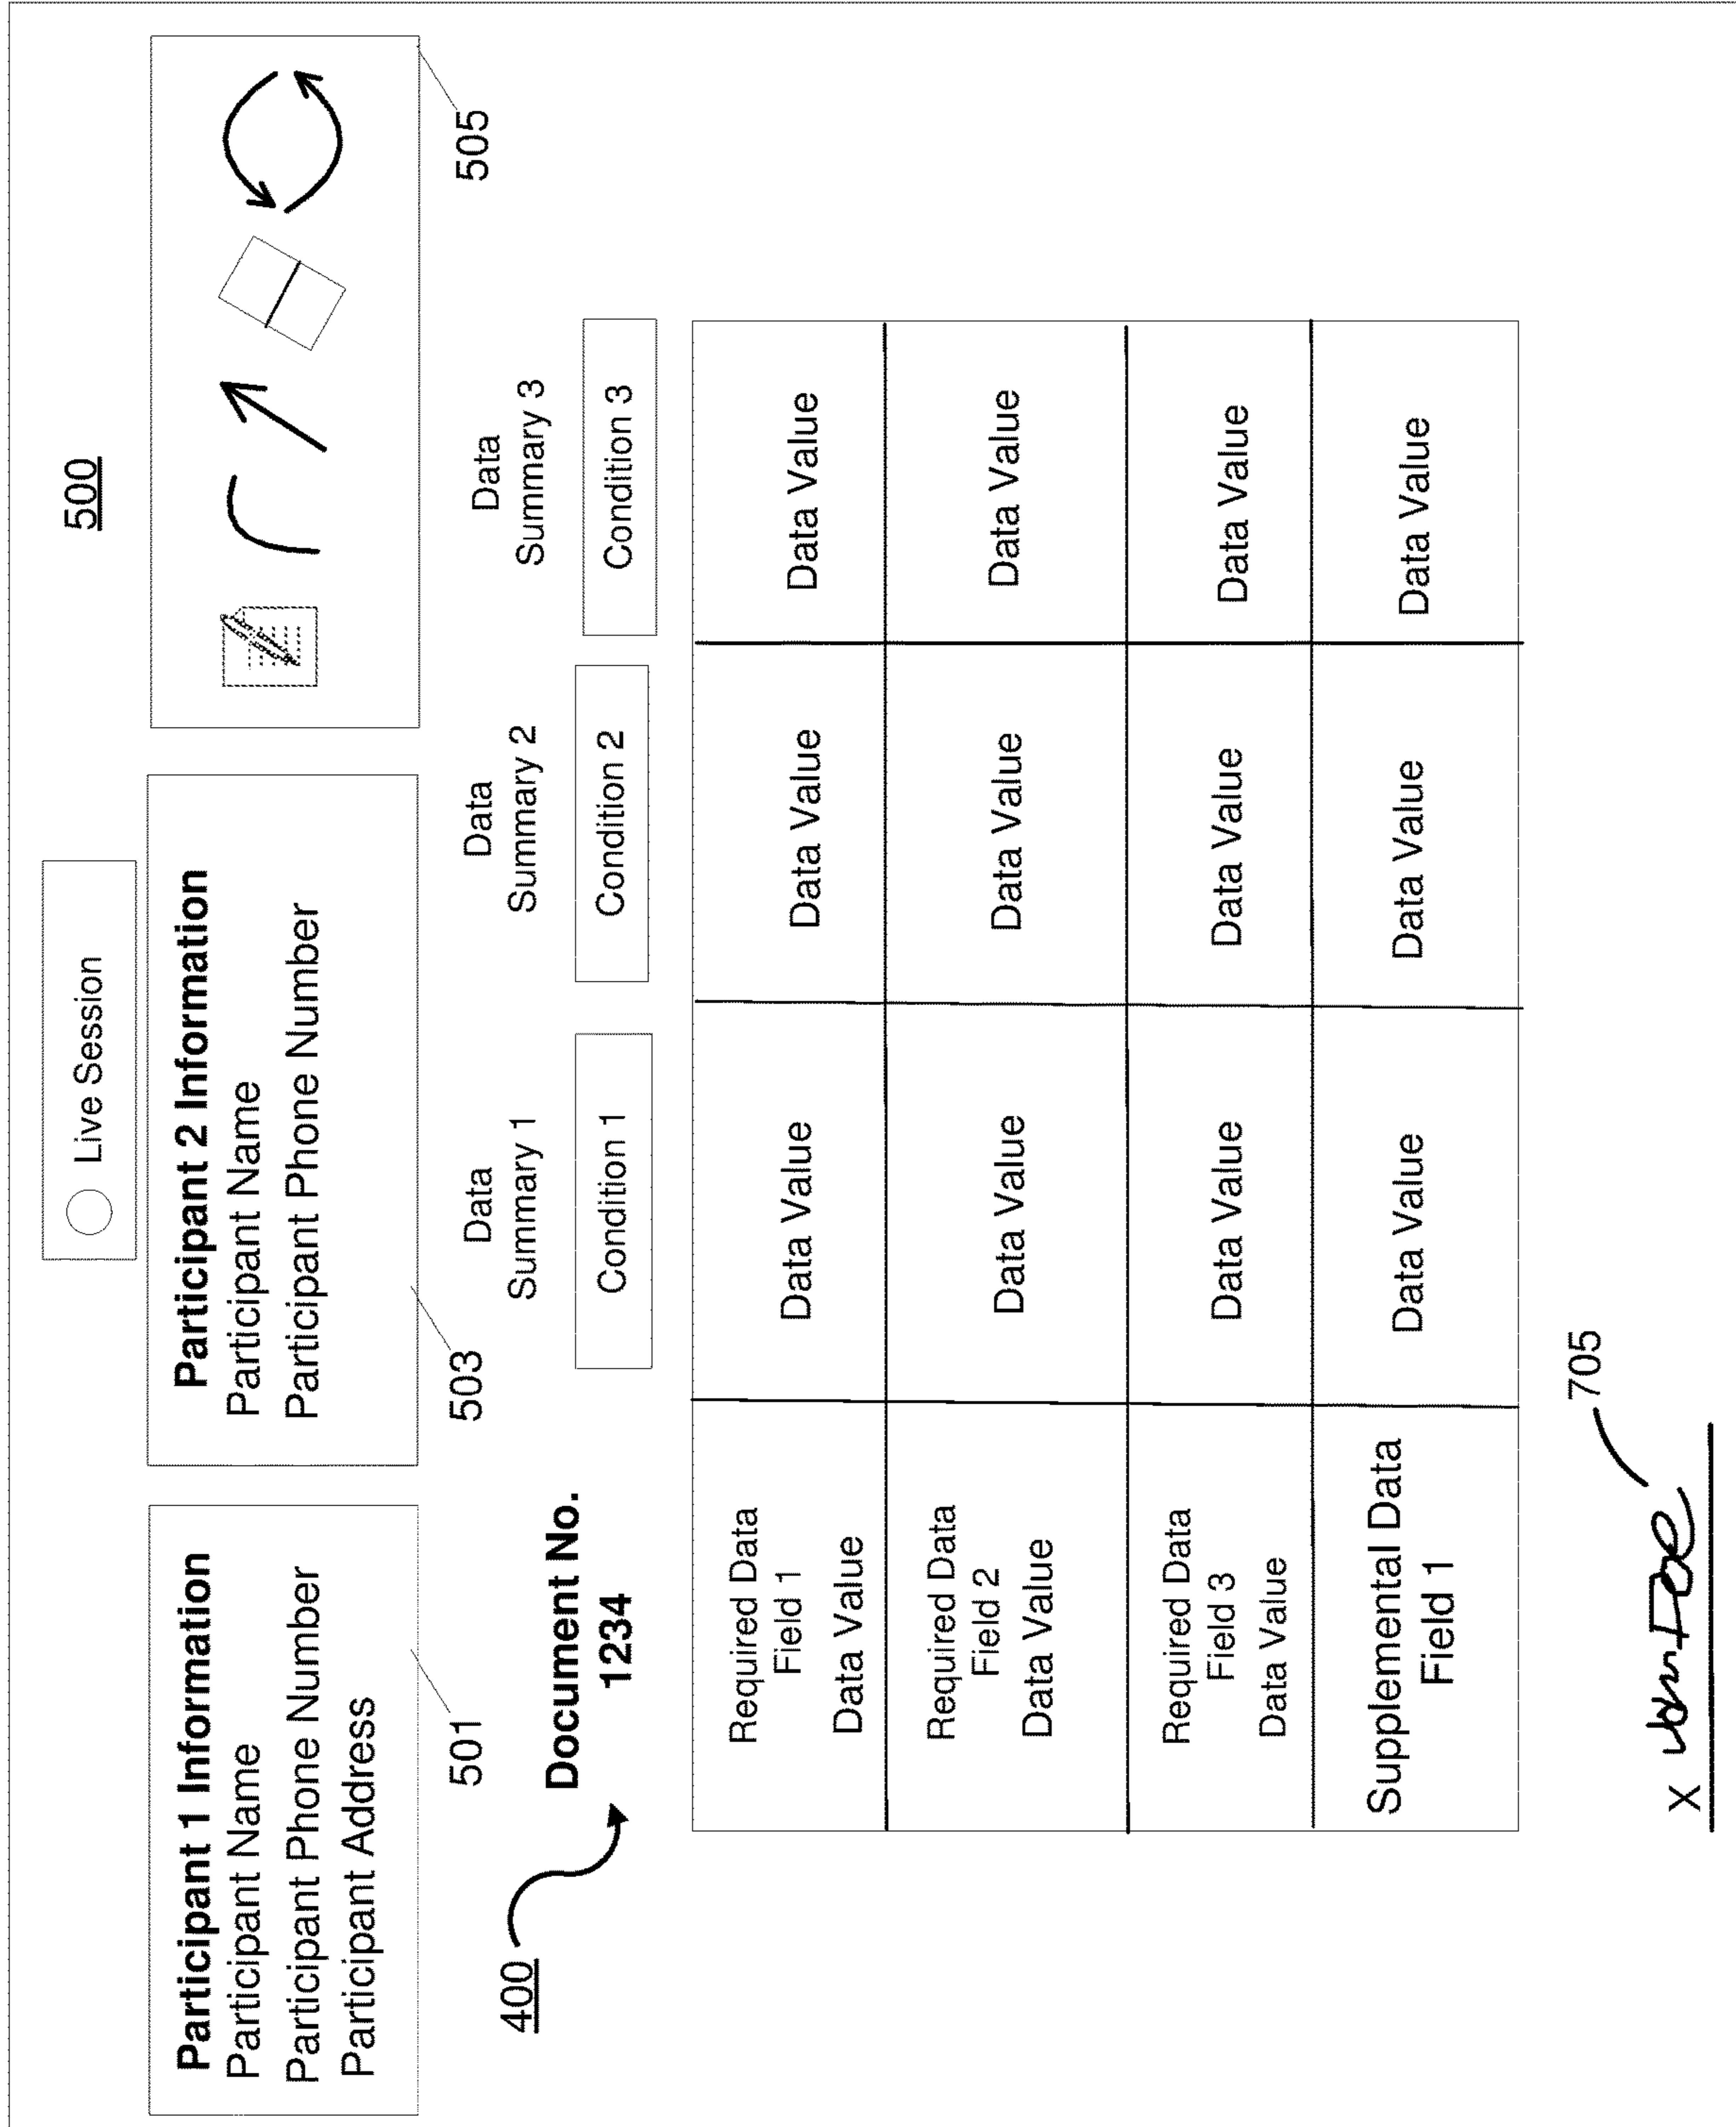 500
Live Session
Participant 1 Information
Participant Name
Participant Phone Number
Participant Address
501
Participant 2 Information
Participant Name
Participant Phone Number
503
505
400
Document No.
1234
Data
Summary 1
Condition 1
Data
Summary 2
Condition 2
Data
Summary 3
Condition 3
Required Data
Field 1
Data Value
Data Value
Data Value
Data Value
Required Data
Field 2
Data Value
Data Value
Data Value
Data Value
Required Data
Field 3
Data Value
Data Value
Data Value
Data Value
Supplemental Data
Field 1
Data Value
Data Value
Data Value
X
705